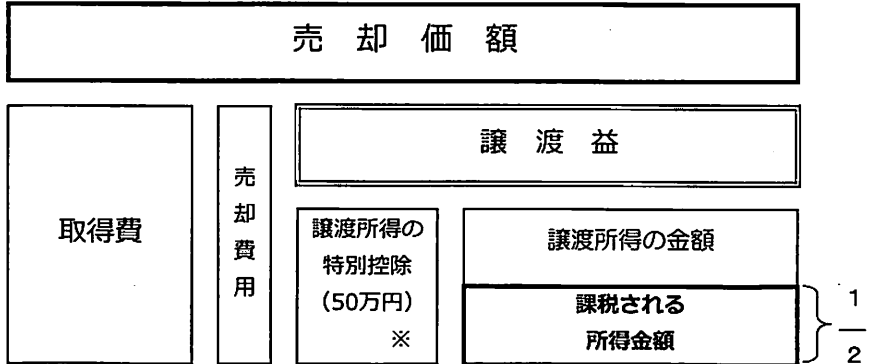 売却価額
取得費
売却費用
譲渡益
譲渡所得の
特別控除
(50万円)
※
譲渡所得の金額
課税される
所得金額
1
2